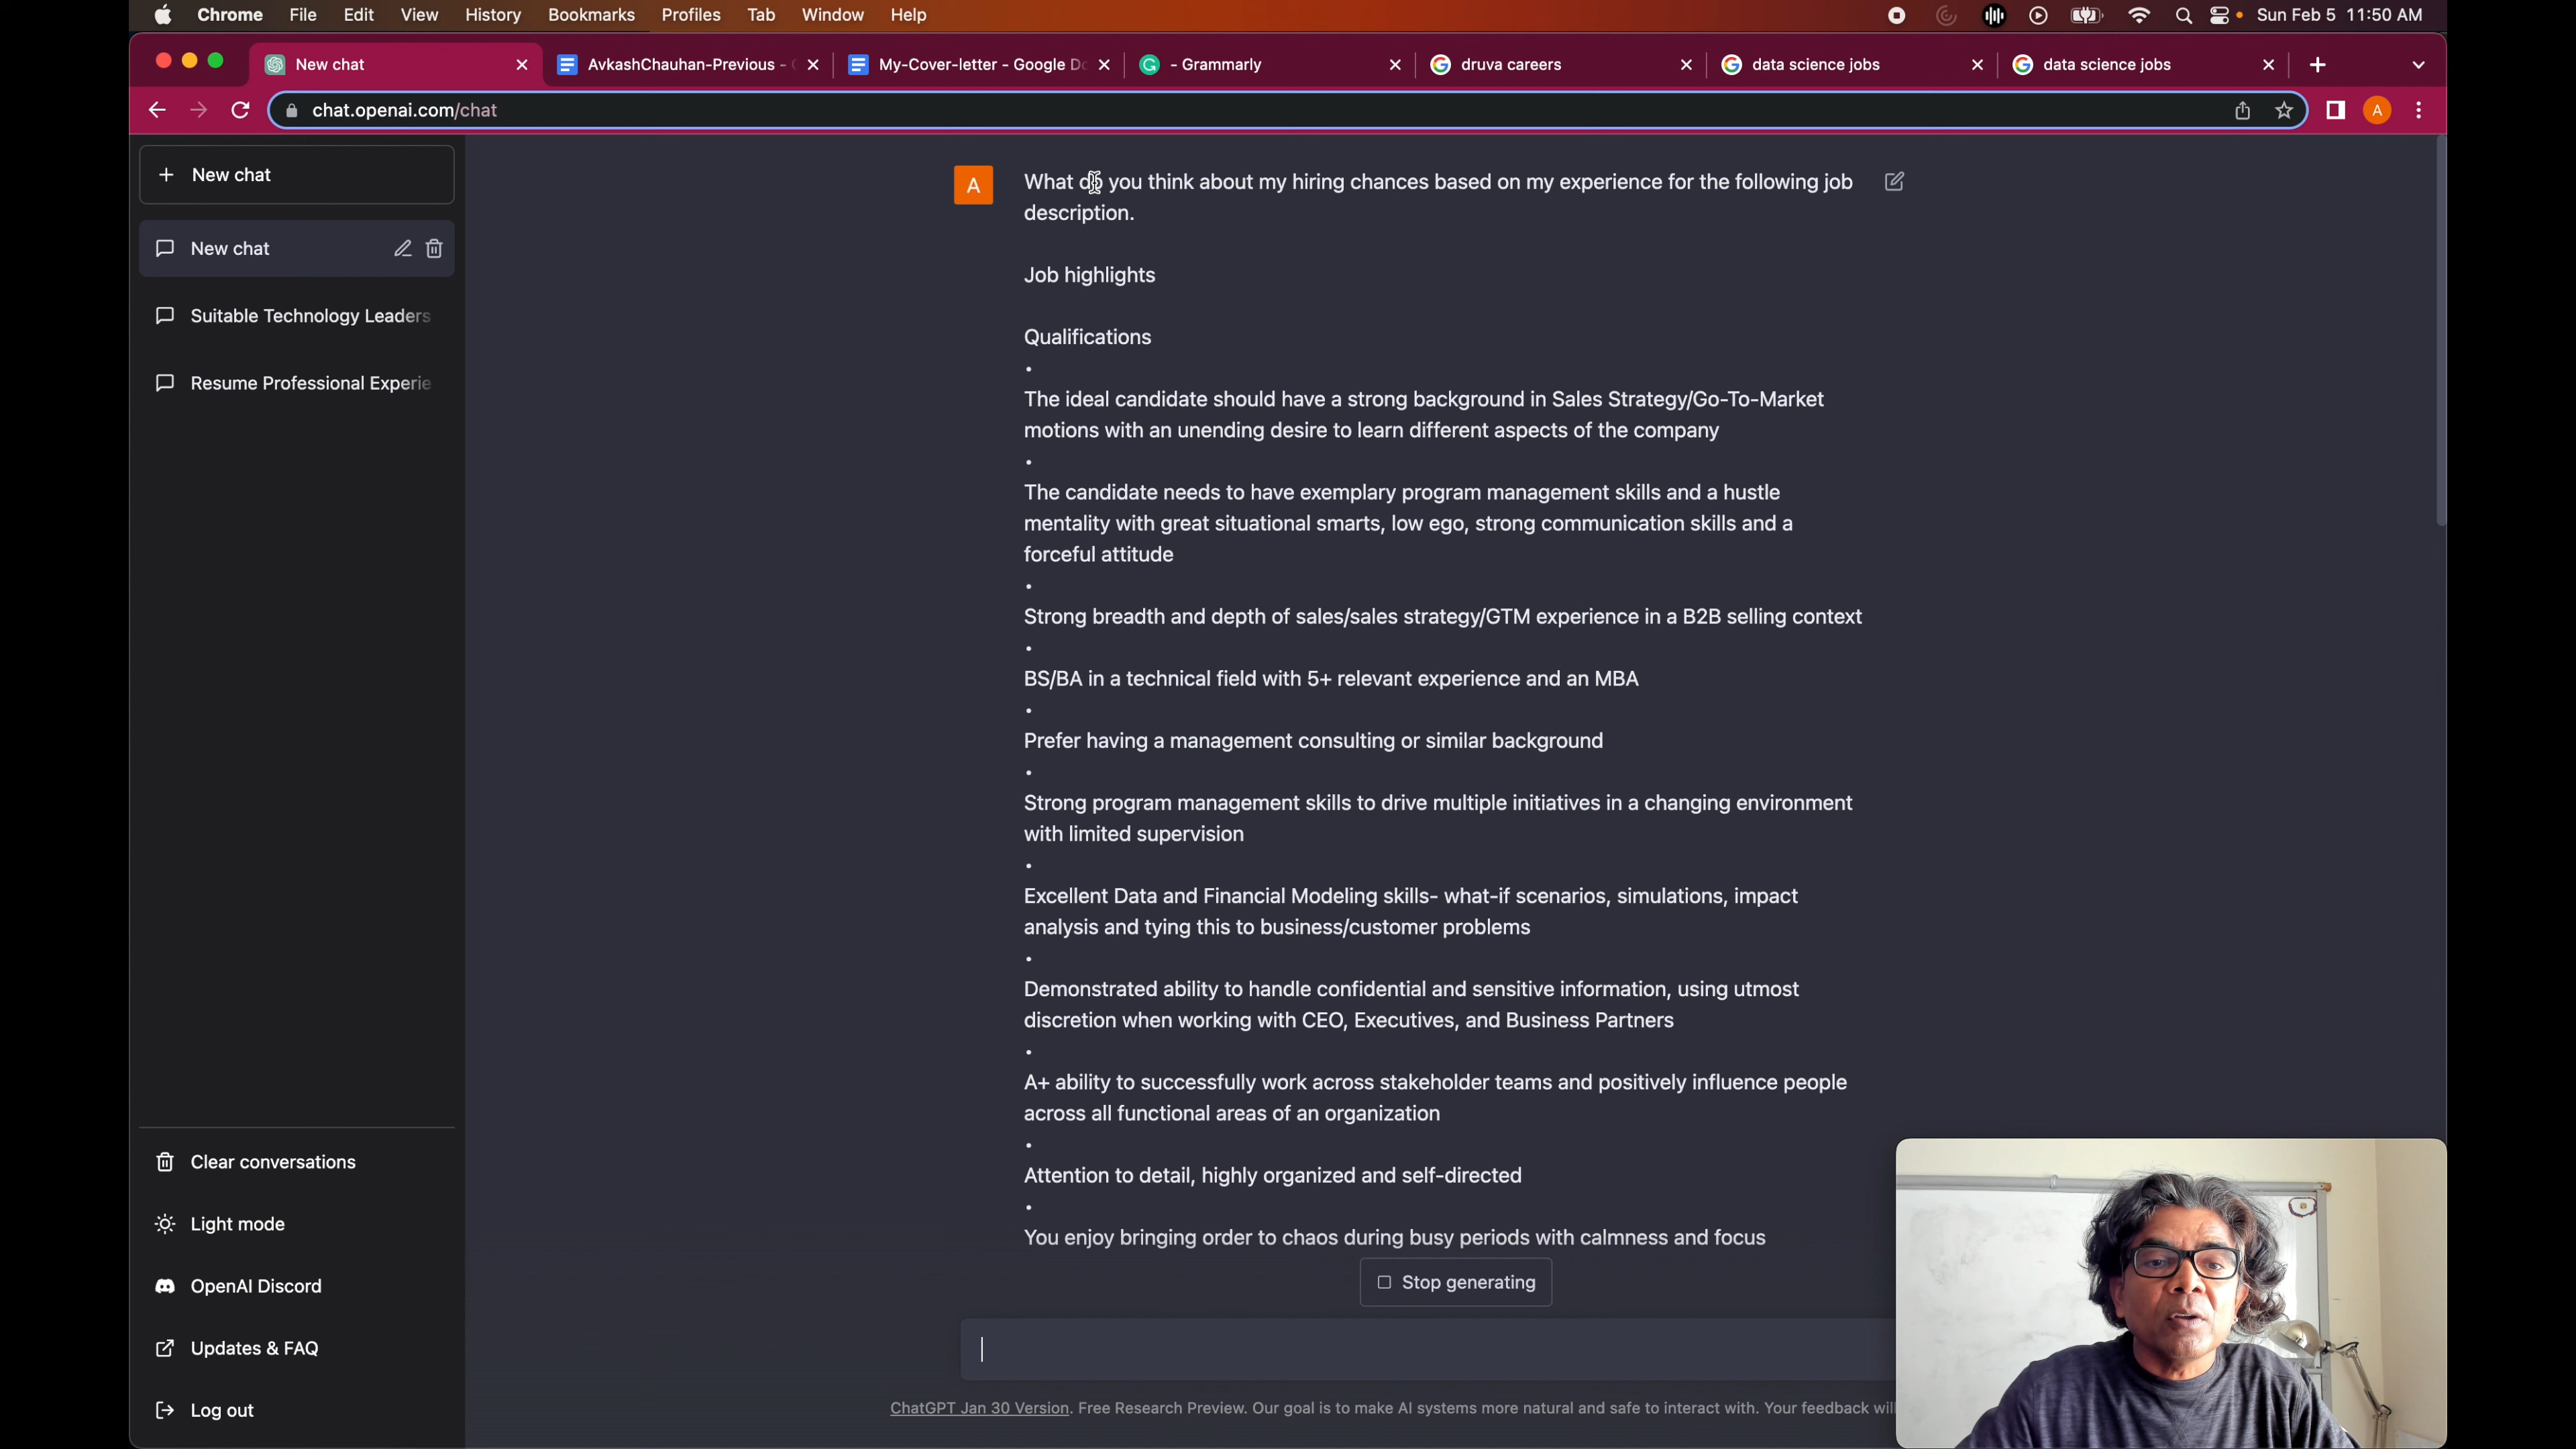 Chrome File Edit View History Bookmarks Profiles Tab Window Help Sun Feb 5 11:50 AM
New chat AvkashChauhan-Previous - My-Cover-letter - Google Do - Grammarly druva careers data science jobs data science jobs
chat.openai.com/chat A
New chat
New chat
Suitable Technology Leaders
Resume Professional Experie
A
What do you think about my hiring chances based on my experience for the following job
description.
Job highlights
Qualifications
•
The ideal candidate should have a strong background in Sales Strategy/Go-To-Market
motions with an unending desire to learn different aspects of the company
•
The candidate needs to have exemplary program management skills and a hustle
mentality with great situational smarts, low ego, strong communication skills and a
forceful attitude
•
Strong breadth and depth of sales/sales strategy/GTM experience in a B2B selling context
•
BS/BA in a technical field with 5+ relevant experience and an MBA
•
Prefer having a management consulting or similar background
•
Strong program management skills to drive multiple initiatives in a changing environment
with limited supervision
•
Excellent Data and Financial Modeling skills- what-if scenarios, simulations, impact
analysis and tying this to business/customer problems
•
Demonstrated ability to handle confidential and sensitive information, using utmost
discretion when working with CEO, Executives, and Business Partners
•
A+ ability to successfully work across stakeholder teams and positively influence people
across all functional areas of an organization
•
Attention to detail, highly organized and self-directed
•
You enjoy bringing order to chaos during busy periods with calmness and focus
Stop generating
Clear conversations
Light mode
OpenAI Discord
Updates & FAQ
Log out
ChatGPT Jan 30 Version. Free Research Preview. Our goal is to make AI systems more natural and safe to interact with. Your feedback will